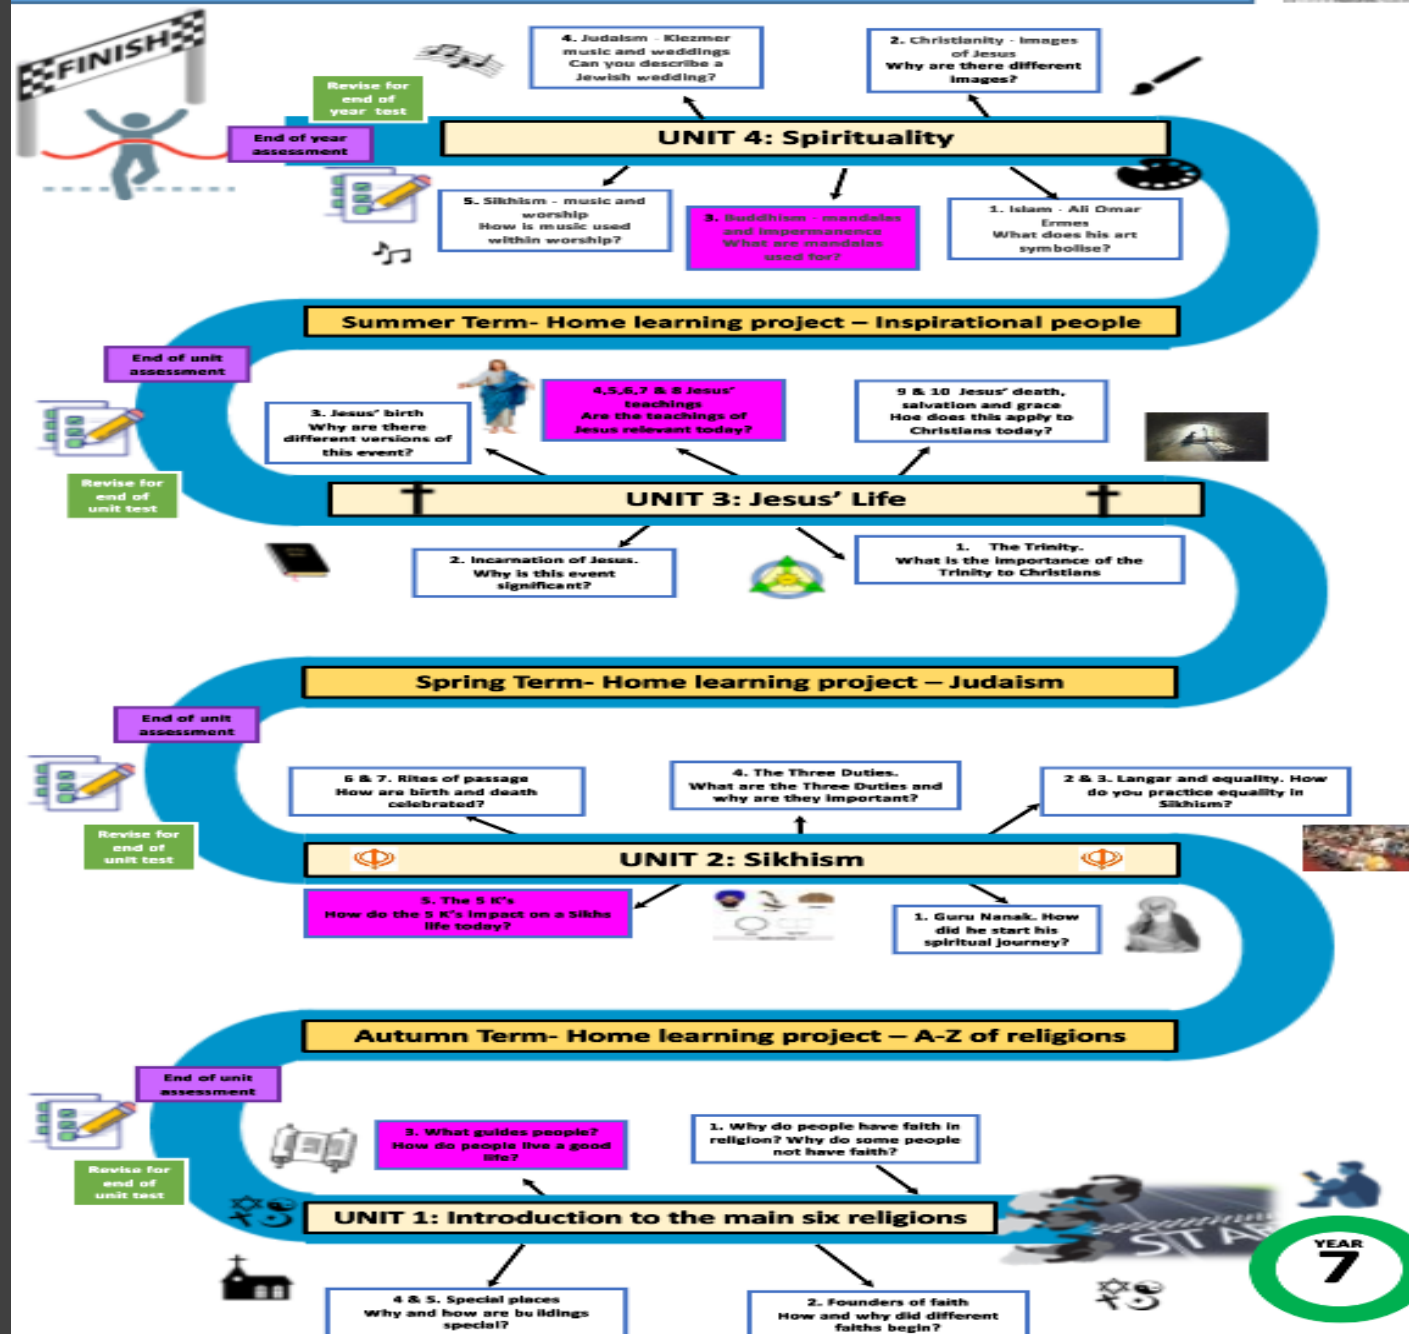 FINISH
4. Judaism - Klezmer
music and weddings
Can you describe a
Jewish wedding?
2. Christianity - Images
of Jesus
Why are there different
images?
Revise for
end of
year test
End of year
assessment
UNIT 4: Spirituality
5. Sikhism - music and
worship
How is music used
within worship?
3. Buddhism - mandalas
and impermanence
What are mandalas
used for?
1. Islam - Ali Omar
Ermes
What does his art
symbolise?
Summer Term- Home learning project – Inspirational people
End of unit
assessment
3. Jesus’ birth
Why are there
different versions of
this event?
4,5,6,7 & 8 Jesus’
teachings
Are the teachings of
Jesus relevant today?
9 & 10 Jesus’ death,
salvation and grace
Hoe does this apply to
Christians today?
Revise for
end of
unit test
UNIT 3: Jesus’ Life
2. Incarnation of Jesus.
Why is this event
significant?
1. The Trinity.
What is the importance of the
Trinity to Christians
Spring Term- Home learning project – Judaism
End of unit
assessment
6 & 7. Rites of passage
How are birth and death
celebrated?
4. The Three Duties.
What are the Three Duties and
why are they important?
2 & 3. Langar and equality. How
do you practice equality in
Sikhism?
Revise for
end of
unit test
UNIT 2: Sikhism
5. The 5 K’s
How do the 5 K’s impact on a Sikhs
life today?
1. Guru Nanak. How
did he start his
spiritual journey?
Autumn Term- Home learning project – A-Z of religions
End of unit
assessment
3. What guides people?
How do people live a good
life?
1. Why do people have faith in
religion? Why do some people
not have faith?
Revise for
end of
unit test
UNIT 1: Introduction to the main six religions
STA
YEAR
7
4 & 5. Special places
Why and how are buildings
special?
2. Founders of faith
How and why did different
faiths begin?